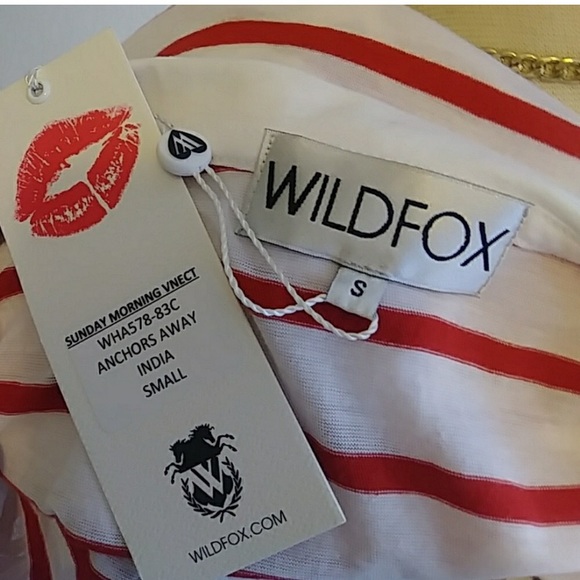 SUNDAY MORNING VNECT
WHA578-83C
ANCHORS AWAY
INDIA
SMALL
W
WILDFOX.COM
W
WILDFOX
S